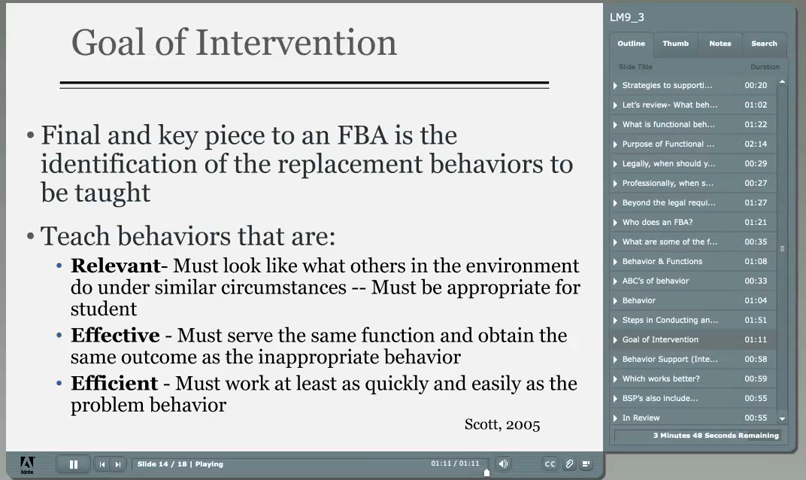 Goal of Intervention
• Final and key piece to an FBA is the
identification of the replacement behaviors to
be taught
• Teach behaviors that are:
• Relevant- Must look like what others in the environment
do under similar circumstances -- Must be appropriate for
student
• Effective - Must serve the same function and obtain the
same outcome as the inappropriate behavior
• Efficient - Must work at least as quickly and easily as the
problem behavior
Scott, 2005
LM9_3
Outline Thumb Notes Search
Slide Title Duration
Strategies to supporti... 00:20
Let's review- What beh... 01:02
What is functional beh... 01:22
Purpose of Functional ... 02:14
Legally, when should y... 00:29
Professionally, when s... 00:27
Beyond the legal requi... 01:27
Who does an FBA? 01:21
What are some of the f... 00:35
Behavior & Functions 01:08
ABC's of behavior 00:33
Behavior 01:04
Steps in Conducting an... 01:51
Goal of Intervention 01:11
Behavior Support (Inte... 00:58
Which works better? 00:59
BSP's also include... 00:55
In Review 00:55
3 Minutes 48 Seconds Remaining
Adobe
Slide 14 / 18 | Playing
01:11 / 01:11
CC